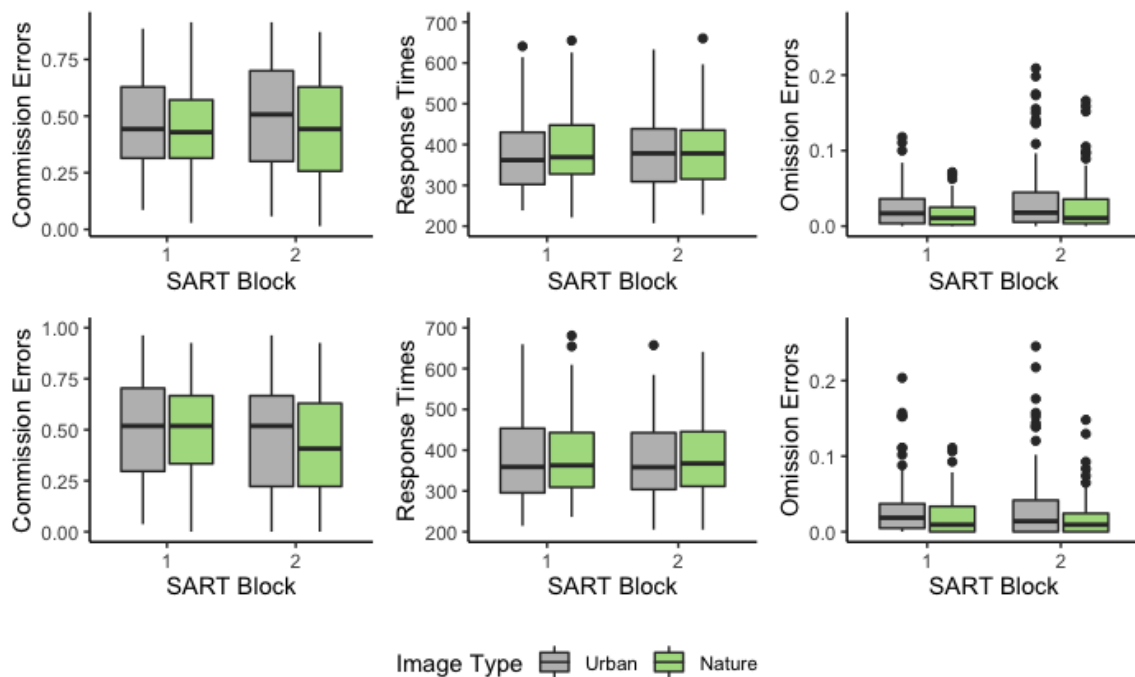 Commission Errors
0.75
0.50
0.25
0.00
1 2
SART Block
Response Times
700
600
500
400
300
200
1 2
SART Block
Omission Errors
0.2
0.1
0.0
1 2
SART Block
Commission Errors
1.00
0.75
0.50
0.25
0.00
1 2
SART Block
Response Times
700
600
500
400
300
200
1 2
SART Block
Omission Errors
0.2
0.1
0.0
1 2
SART Block
Image Type Urban Nature